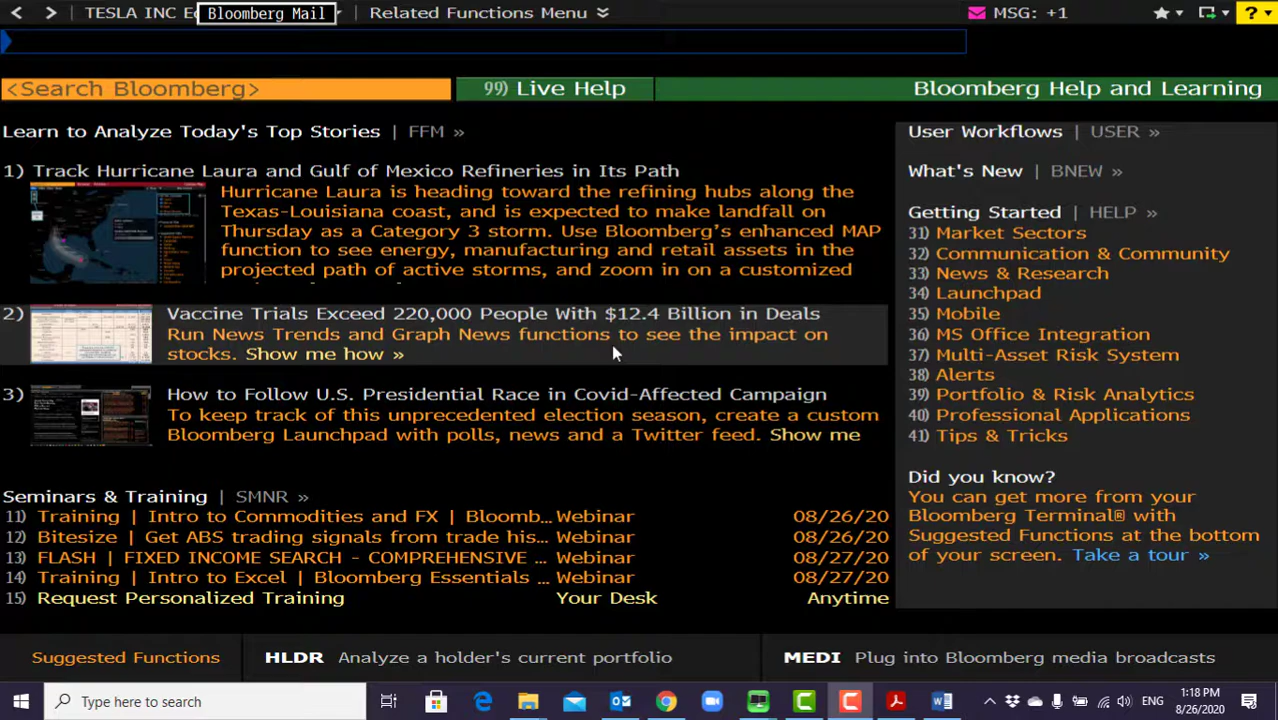 TESLA INC E
Bloomberg Mail
Related Functions Menu
MSG: +1
?
<Search Bloomberg>
99) Live Help
Bloomberg Help and Learning
Learn to Analyze Today's Top Stories | FFM »
1) Track Hurricane Laura and Gulf of Mexico Refineries in Its Path
Hurricane Laura is heading toward the refining hubs along the
Texas-Louisiana coast, and is expected to make landfall on
Thursday as a Category 3 storm. Use Bloomberg's enhanced MAP
function to see energy, manufacturing and retail assets in the
projected path of active storms, and zoom in on a customized
2) Vaccine Trials Exceed 220,000 People With $12.4 Billion in Deals
Run News Trends and Graph News functions to see the impact on
stocks. Show me how »
3) How to Follow U.S. Presidential Race in Covid-Affected Campaign
To keep track of this unprecedented election season, create a custom
Bloomberg Launchpad with polls, news and a Twitter feed. Show me
Seminars & Training | SMNR »
11) Training | Intro to Commodities and FX | Bloomb... Webinar 08/26/20
12) Bitesize | Get ABS trading signals from trade his... Webinar 08/26/20
13) FLASH | FIXED INCOME SEARCH - COMPREHENSIVE ... Webinar 08/27/20
14) Training | Intro to Excel | Bloomberg Essentials ... Webinar 08/27/20
15) Request Personalized Training Your Desk Anytime
User Workflows | USER »
What's New | BNEW »
Getting Started | HELP »
31) Market Sectors
32) Communication & Community
33) News & Research
34) Launchpad
35) Mobile
36) MS Office Integration
37) Multi-Asset Risk System
38) Alerts
39) Portfolio & Risk Analytics
40) Professional Applications
41) Tips & Tricks
Did you know?
You can get more from your
Bloomberg Terminal® with
Suggested Functions at the bottom
of your screen. Take a tour »
Suggested Functions
HLDR Analyze a holder's current portfolio
MEDI Plug into Bloomberg media broadcasts
Type here to search
ENG
1:18 PM
8/26/2020